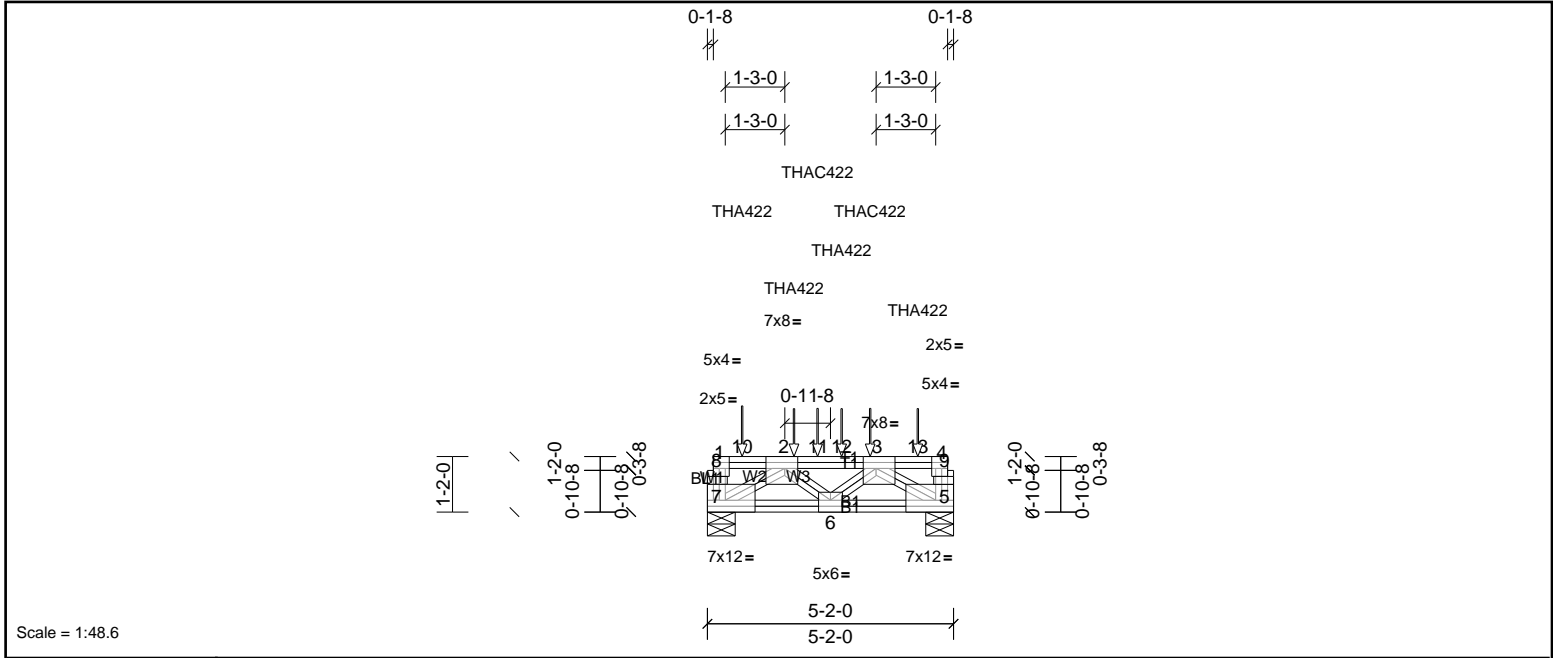 0-1-8 0-1-8
1-3-0 1-3-0
1-3-0 1-3-0
THAC422
THA422 THAC422
THA422
THA422
THA422
7x8=
2x5=
5x4=
5x4=
2x5= 0-11-8
7x8=
1 10 2 11 12 3 13 4
8 T1 9
W1 W2 W3
7 B1 5
B1
6
1-2-0 1-2-0 0-10-8 0-10-8 0-3-8
1-2-0 0-10-8 0-10-8 0-3-8
7x12= 7x12=
5x6=
5-2-0
5-2-0
Scale = 1:48.6